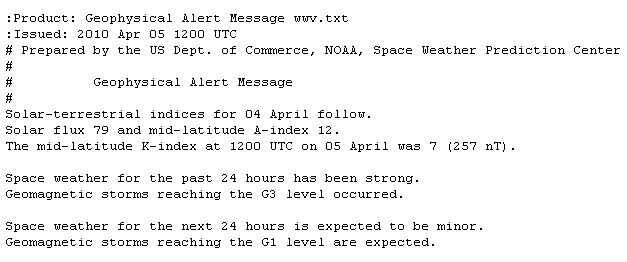 :Product: Geophysical Alert Message wwv.txt
:Issued: 2010 Apr 05 1200 UTC
# Prepared by the US Dept. of Commerce, NOAA, Space Weather Prediction Center
#
#          Geophysical Alert Message
#
Solar-terrestrial indices for 04 April follow.
Solar flux 79 and mid-latitude A-index 12.
The mid-latitude K-index at 1200 UTC on 05 April was 7 (257 nT).

Space weather for the past 24 hours has been strong.
Geomagnetic storms reaching the G3 level occurred.

Space weather for the next 24 hours is expected to be minor.
Geomagnetic storms reaching the G1 level are expected.